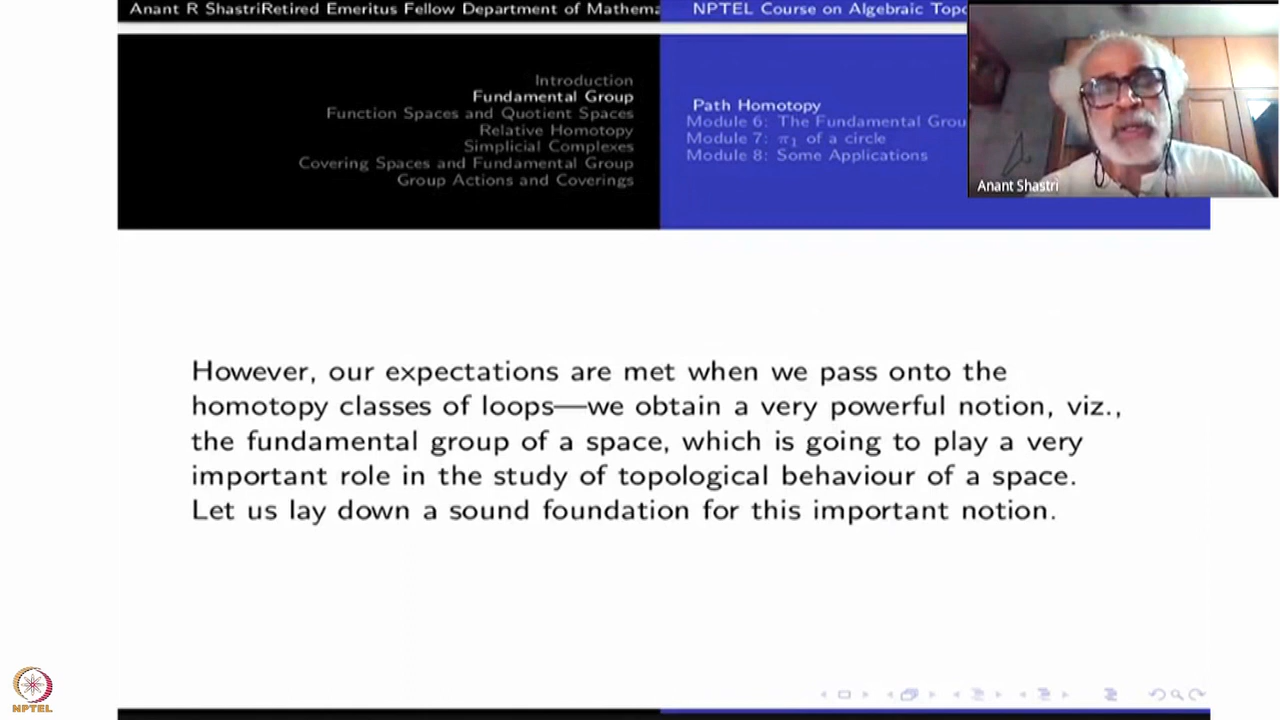 Anant R ShastriRetired Emeritus Fellow Department of Mathema
NPTEL Course on Algebraic Topo
Introduction
Fundamental Group
Function Spaces and Quotient Spaces
Relative Homotopy
Simplicial Complexes
Covering Spaces and Fundamental Group
Group Actions and Coverings
Path Homotopy
Module 6: The Fundamental Grou
Module 7: π₁ of a circle
Module 8: Some Applications
Anant Shastri
However, our expectations are met when we pass onto the
homotopy classes of loops—we obtain a very powerful notion, viz.,
the fundamental group of a space, which is going to play a very
important role in the study of topological behaviour of a space.
Let us lay down a sound foundation for this important notion.
NPTEL